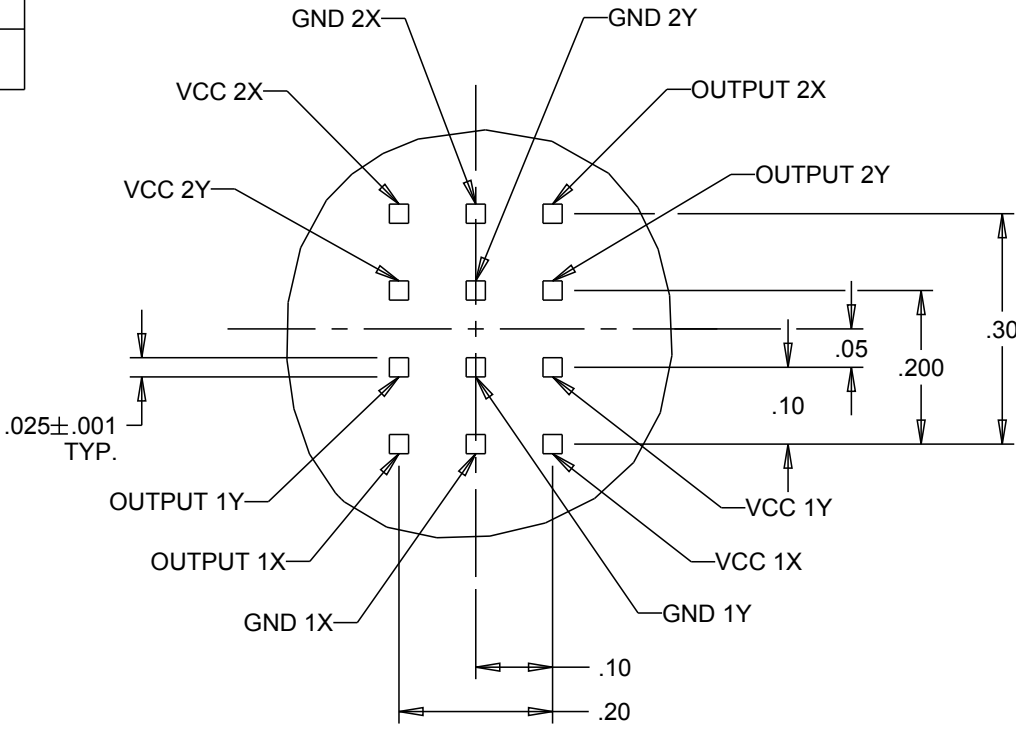 GND 2X
GND 2Y
VCC 2X
OUTPUT 2X
VCC 2Y
OUTPUT 2Y
.30
.05
.200
.10
.025±.001
TYP.
OUTPUT 1Y
VCC 1Y
OUTPUT 1X
VCC 1X
GND 1X
GND 1Y
.10
.20